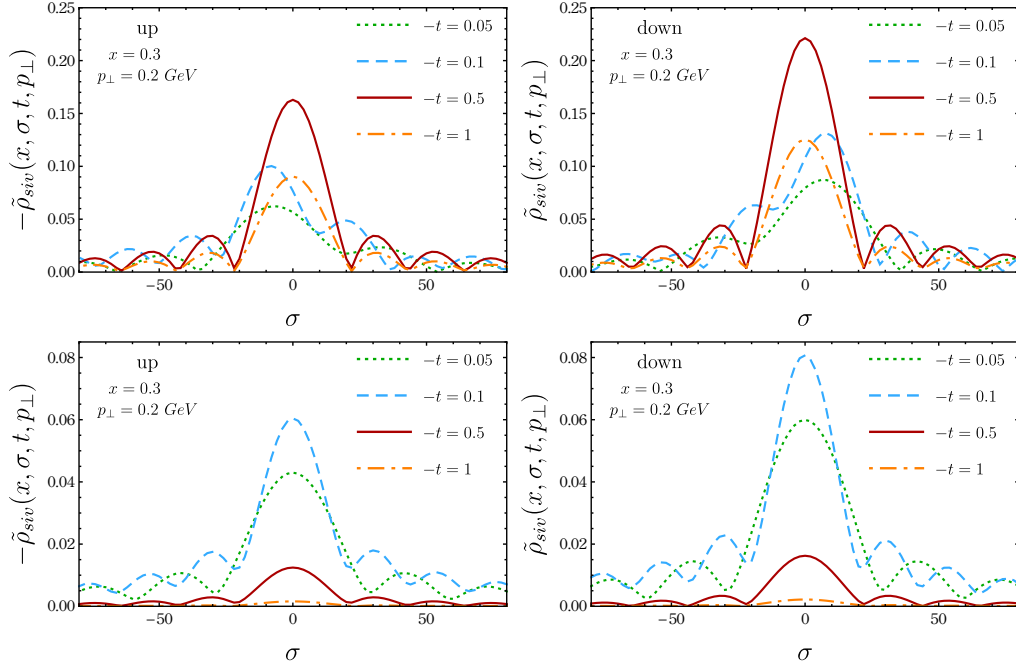 −ρ̃_siv(x, σ, t, p⊥)
0.25
0.20
0.15
0.10
0.05
0.00
up
x = 0.3
p⊥ = 0.2 GeV
−t = 0.05
−t = 0.1
−t = 0.5
−t = 1
−50
0
50
σ
ρ̃_siv(x, σ, t, p⊥)
0.25
0.20
0.15
0.10
0.05
0.00
down
x = 0.3
p⊥ = 0.2 GeV
−t = 0.05
−t = 0.1
−t = 0.5
−t = 1
−50
0
50
σ
−ρ̃_siv(x, σ, t, p⊥)
0.08
0.06
0.04
0.02
0.00
up
x = 0.3
p⊥ = 0.2 GeV
−t = 0.05
−t = 0.1
−t = 0.5
−t = 1
−50
0
50
σ
ρ̃_siv(x, σ, t, p⊥)
0.08
0.06
0.04
0.02
0.00
down
x = 0.3
p⊥ = 0.2 GeV
−t = 0.05
−t = 0.1
−t = 0.5
−t = 1
−50
0
50
σ